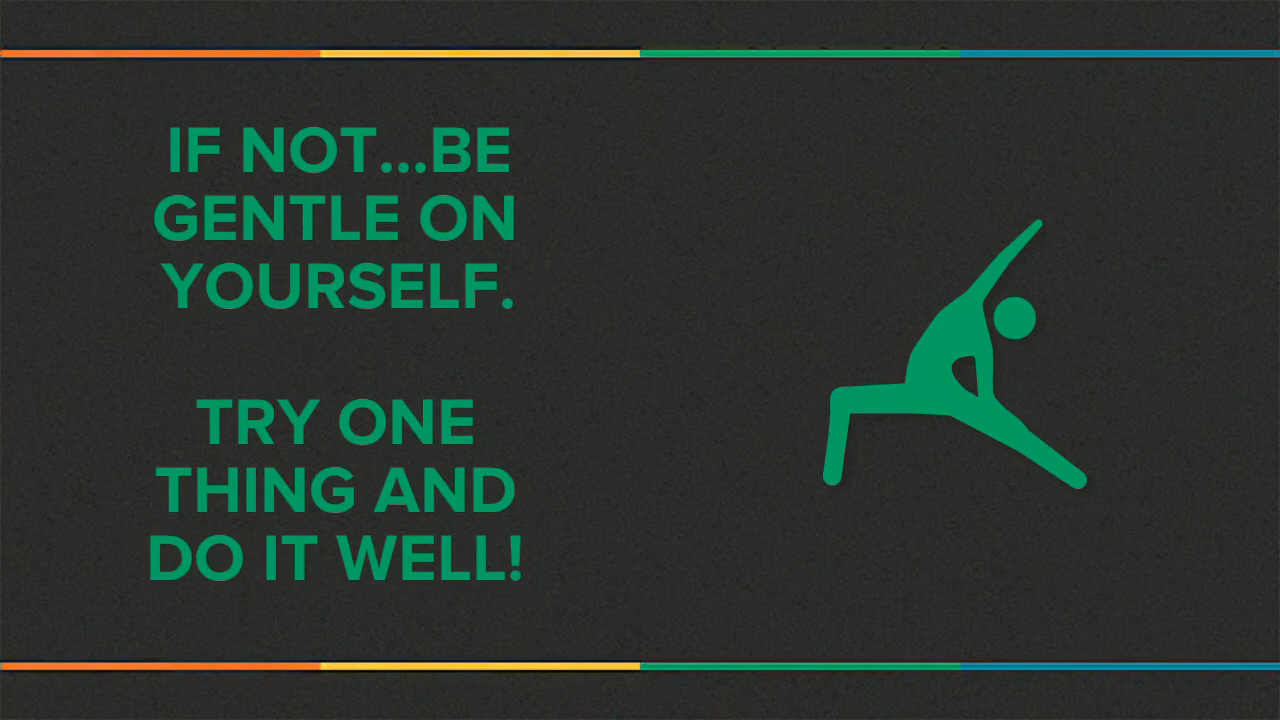 IF NOT...BE
GENTLE ON
YOURSELF.
TRY ONE
THING AND
DO IT WELL!